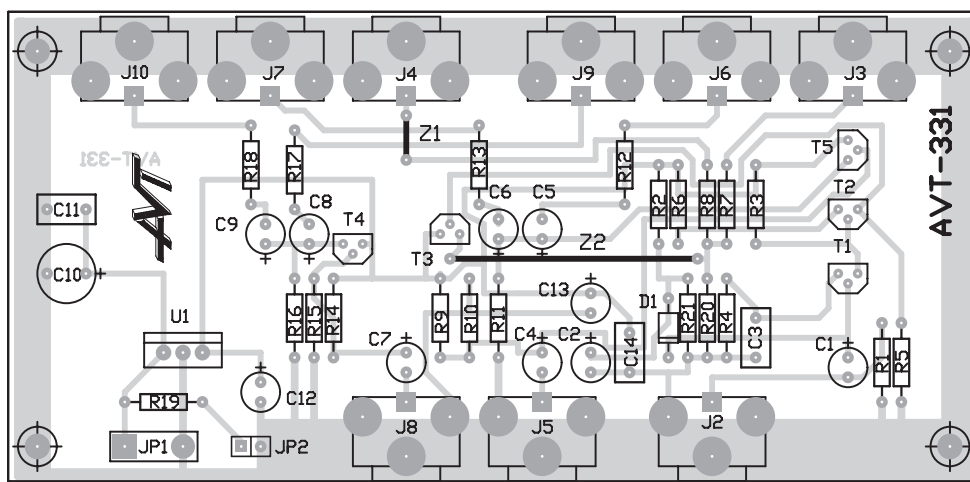 J10 J7 J4 J9 J6 J3
Z1
AVT-331
R18 R17 R13 R12 T5
AVT-331
C11
T2
R2 R6 R8 R7 R3
C9 C8 T4 C6 C5
T3 Z2 T1
C10
C13 D1
U1
R16 R15 R14 R9 R10 R11 R21 R20 R4
C7 C4 C2 C14 C3 C1 R1 R5
R19 C12
JP1 JP2 J8 J5 J2
+ + + + + + + + + +